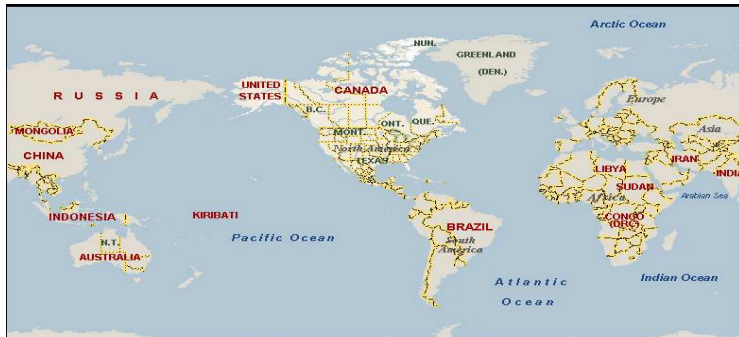 Arctic Ocean
NUN.
GREENLAND
(DEN.)
UNITED
STATES
CANADA
R U S S I A
Europe
B.C.
ONT.
QUE.
MONGOLIA
MONT.
Asia
North America
CHINA
TEXAS
IRAN
LIBYA
INDI
SUDAN
Africa
Arabian Sea
INDONESIA
KIRIBATI
CONGO
(DRC)
BRAZIL
Pacific Ocean
South
America
N.T.
AUSTRALIA
Atlantic
Ocean
Indian Ocean